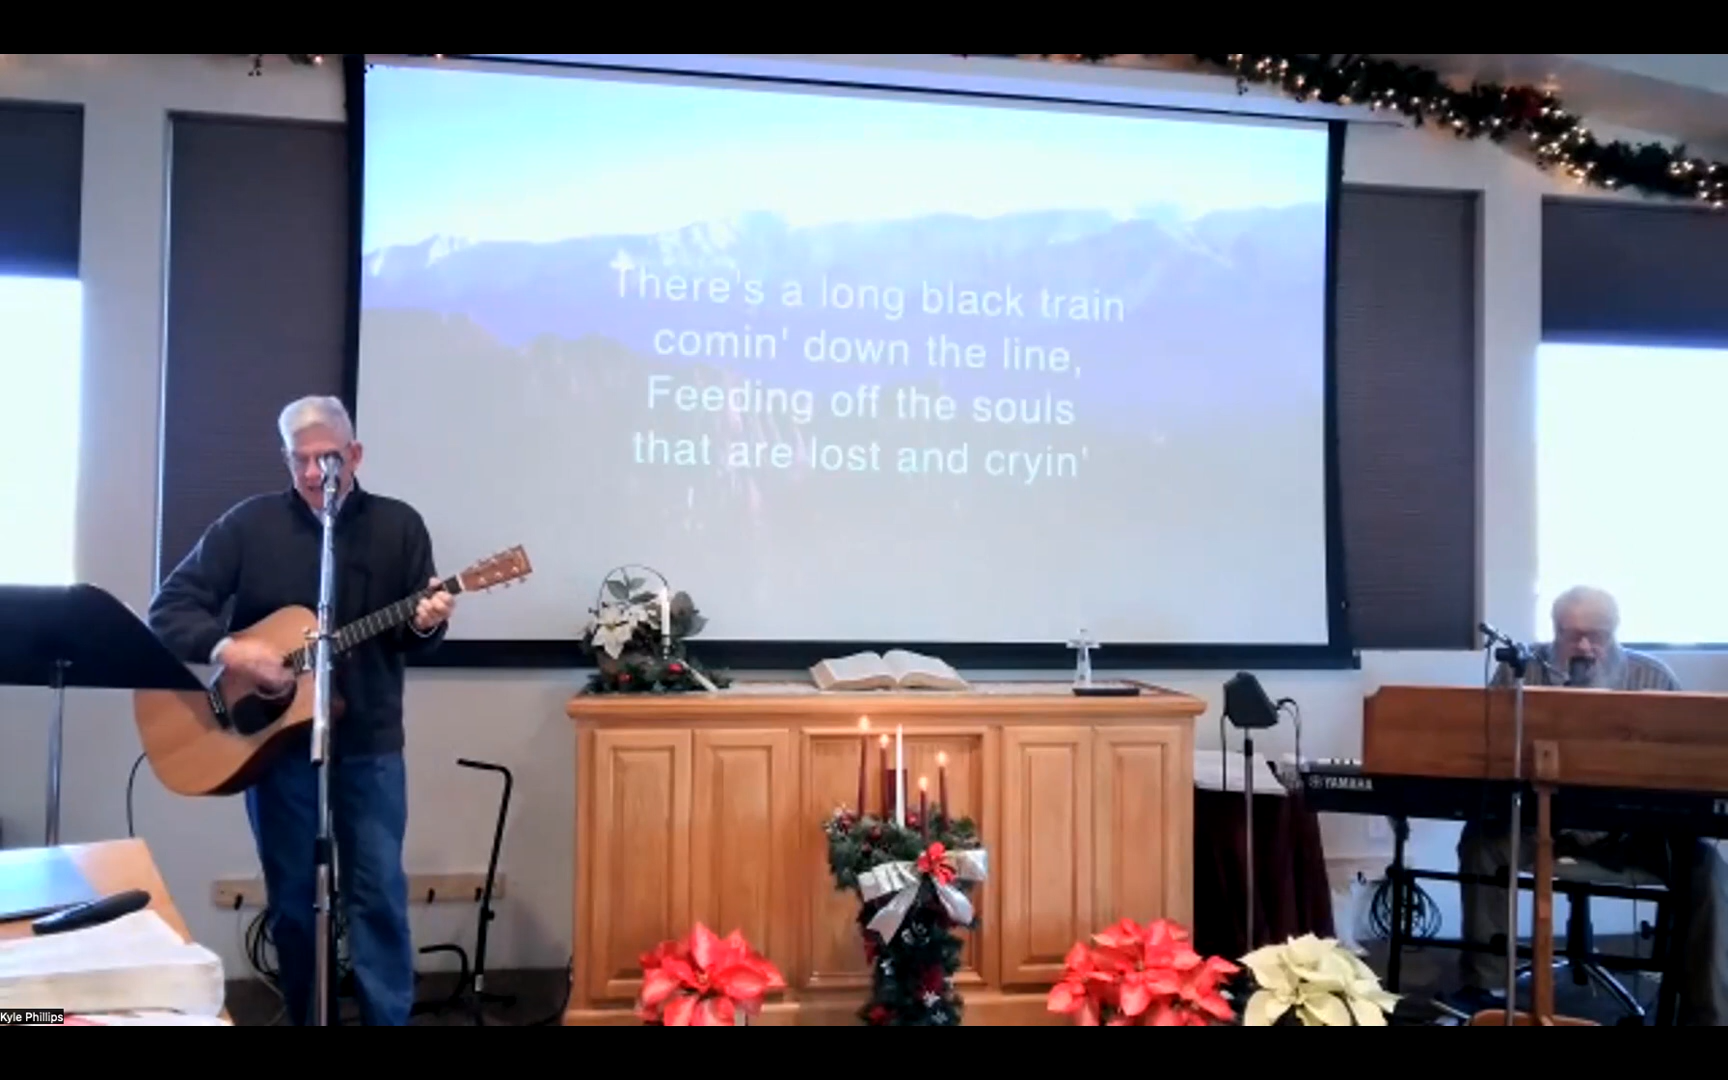 There's a long black train
comin' down the line,
Feeding off the souls
that are lost and cryin'
YAMAHA
Kyle Phillips